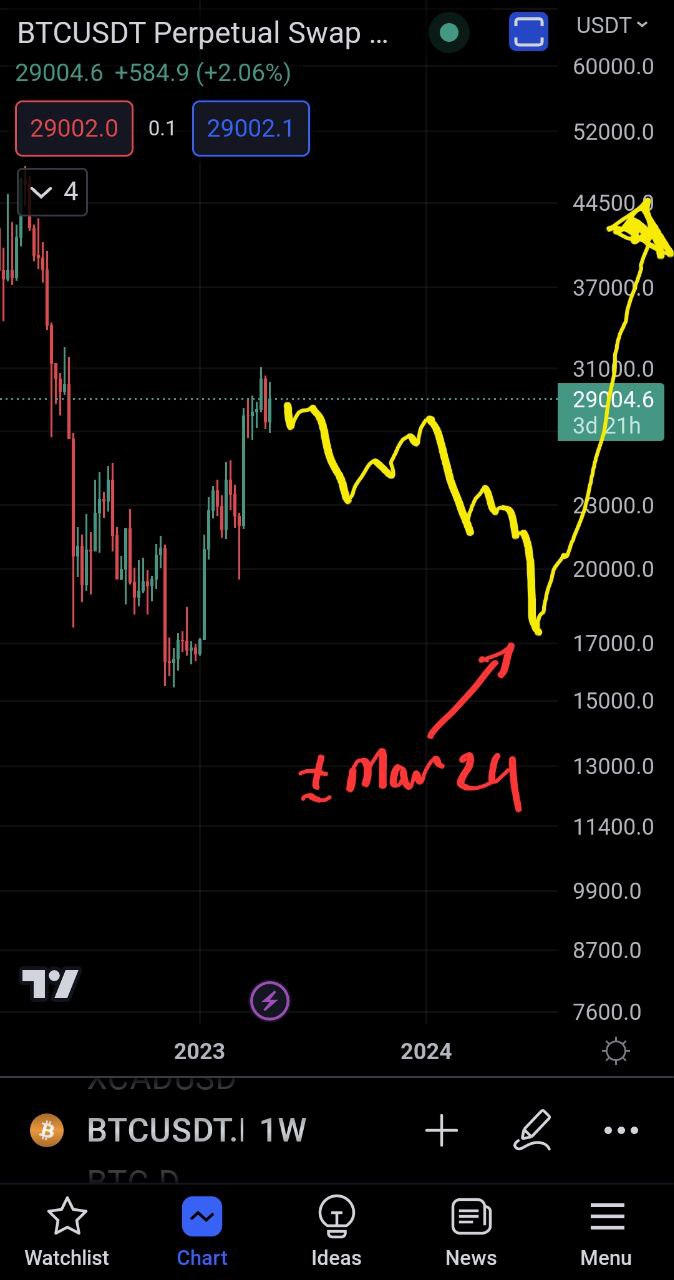 BTCUSDT Perpetual Swap ...
USDT
29004.6 +584.9 (+2.06%)
60000.0
29002.0 0.1 29002.1
52000.0
4
44500.0
37000.0
31000.0
29004.6
3d 21h
23000.0
20000.0
17000.0
15000.0
± Mar 24
13000.0
11400.0
9900.0
8700.0
7600.0
2023 2024
XCADUSD
BTCUSDT.I 1W
BTC.D
Watchlist Chart Ideas News Menu